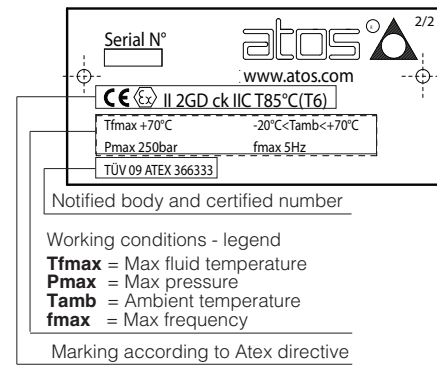 2/2
Serial N° atos ®
www.atos.com
CE Ex II 2GD ck IIC T85°C(T6)
Tfmax +70°C -20°C<Tamb<+70°C
Pmax 250bar fmax 5Hz
TÜV 09 ATEX 366333
Notified body and certified number
Working conditions - legend
Tfmax = Max fluid temperature
Pmax = Max pressure
Tamb = Ambient temperature
fmax = Max frequency
Marking according to Atex directive